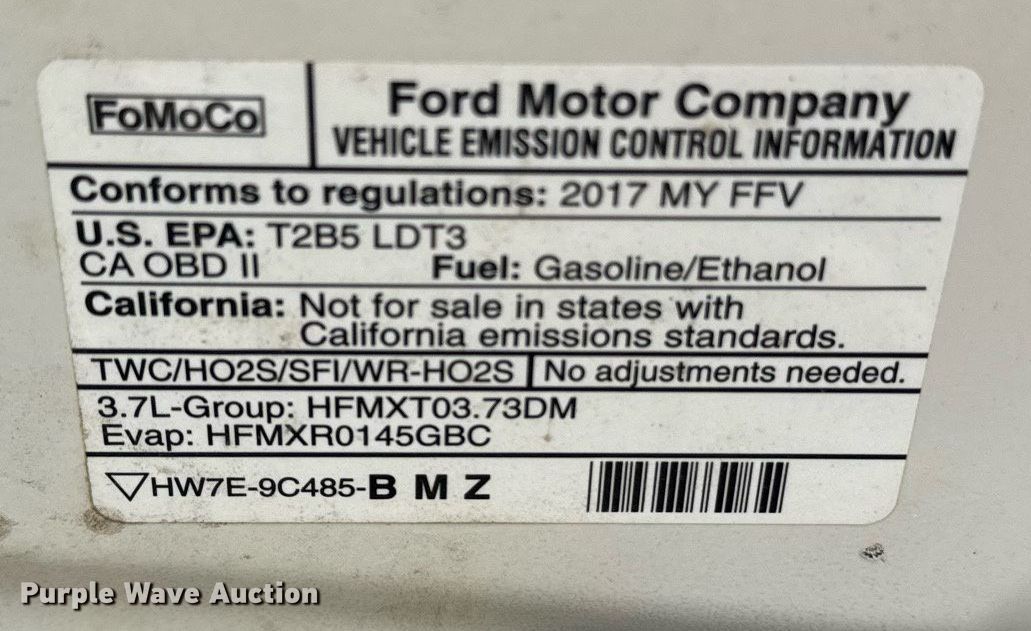 FoMoCo
Ford Motor Company
VEHICLE EMISSION CONTROL INFORMATION
Conforms to regulations: 2017 MY FFV
U.S. EPA: T2B5 LDT3
CA OBD II Fuel: Gasoline/Ethanol
California: Not for sale in states with
California emissions standards.
TWC/HO2S/SFI/WR-HO2S No adjustments needed.
3.7L-Group: HFMXT03.73DM
Evap: HFMXR0145GBC
HW7E-9C485-B M Z
Purple Wave Auction